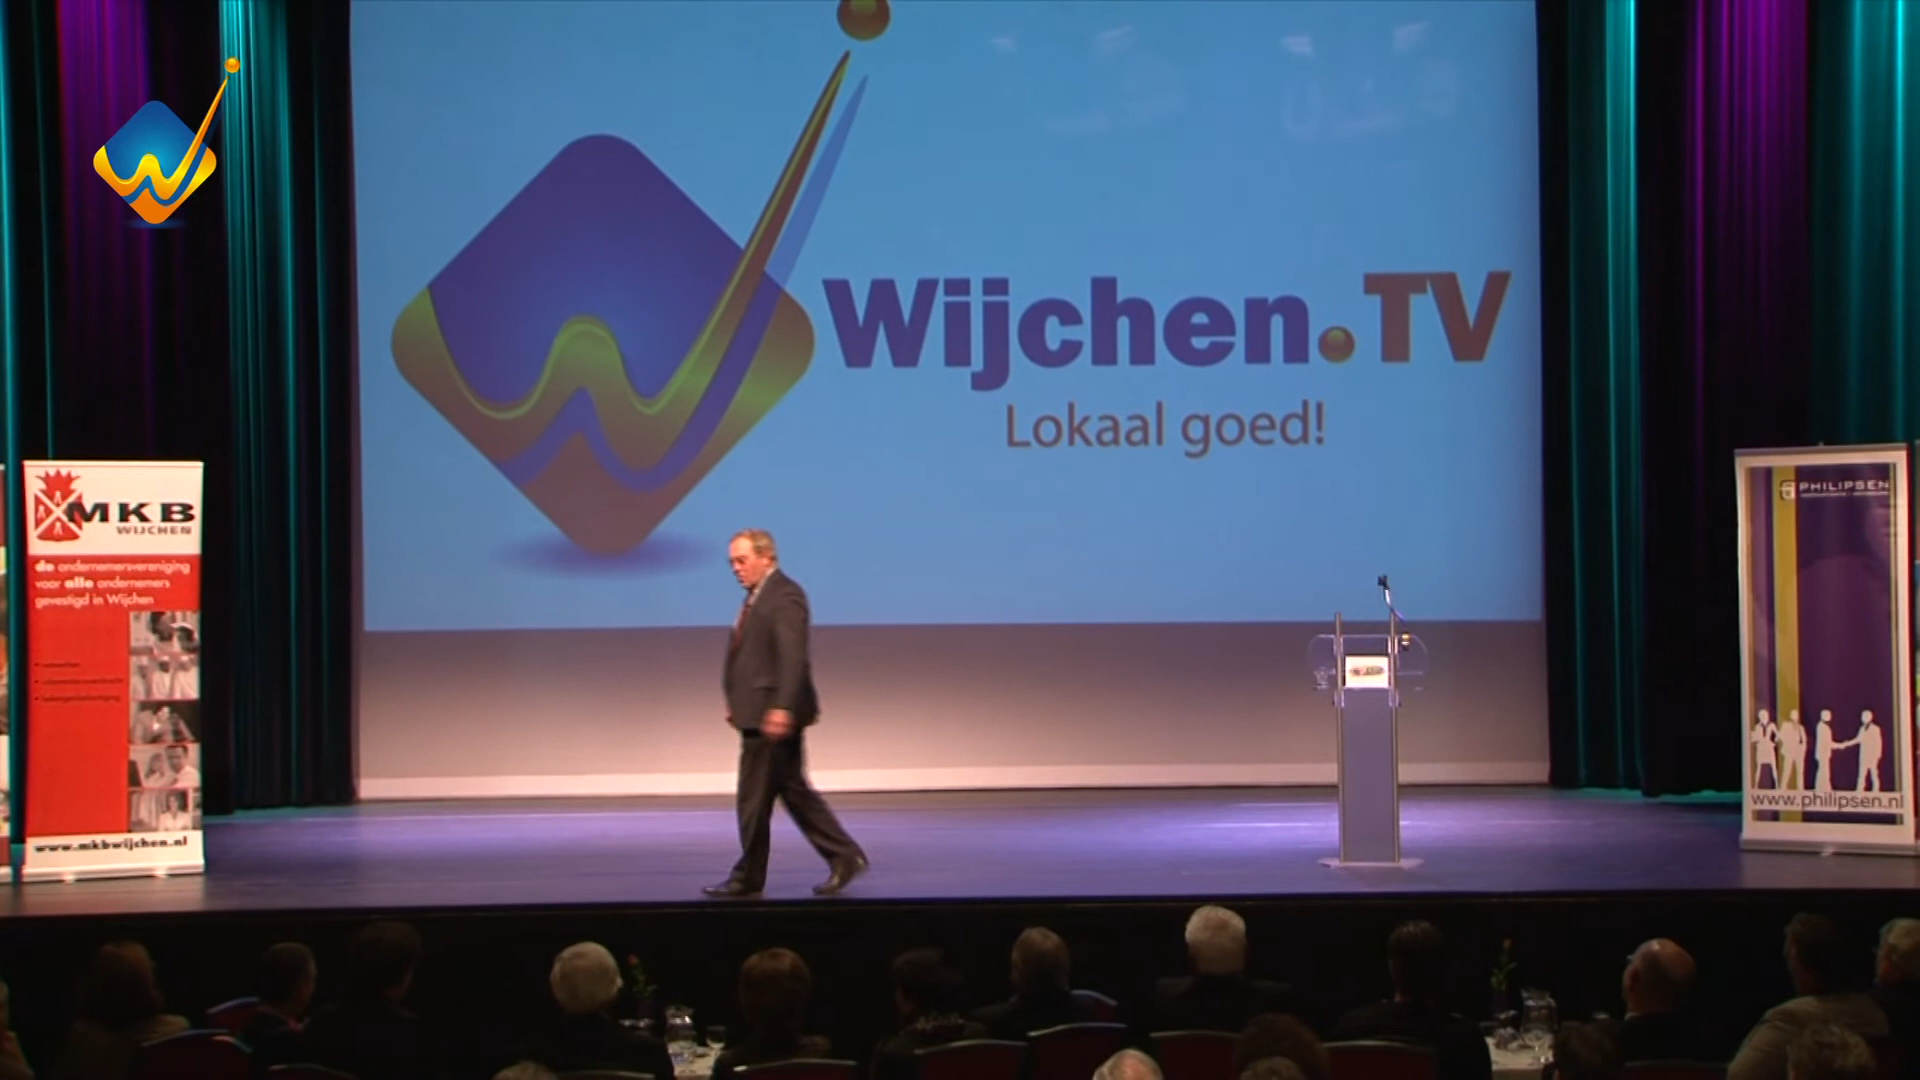 Wijchen.TV
Lokaal goed!
MKB
WIJCHEN
de ondernemersvereniging
voor alle ondernemers
gevestigd in Wijchen
www.mkbwijchen.nl
PHILIPSEN
www.philipsen.nl